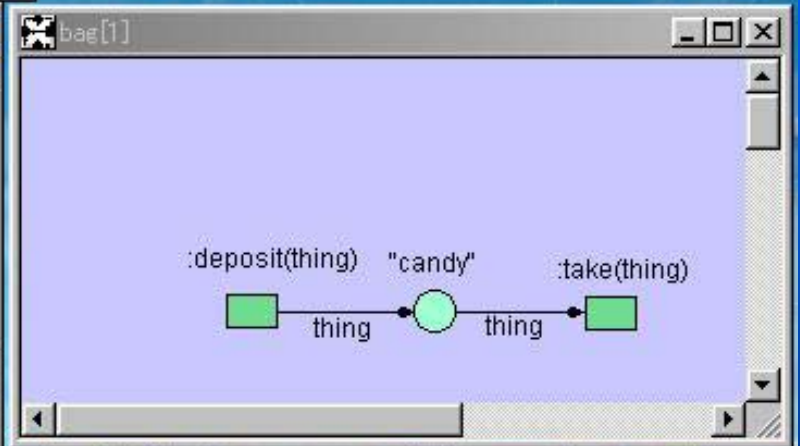 bag[1]
:deposit(thing)
"candy"
:take(thing)
thing
thing